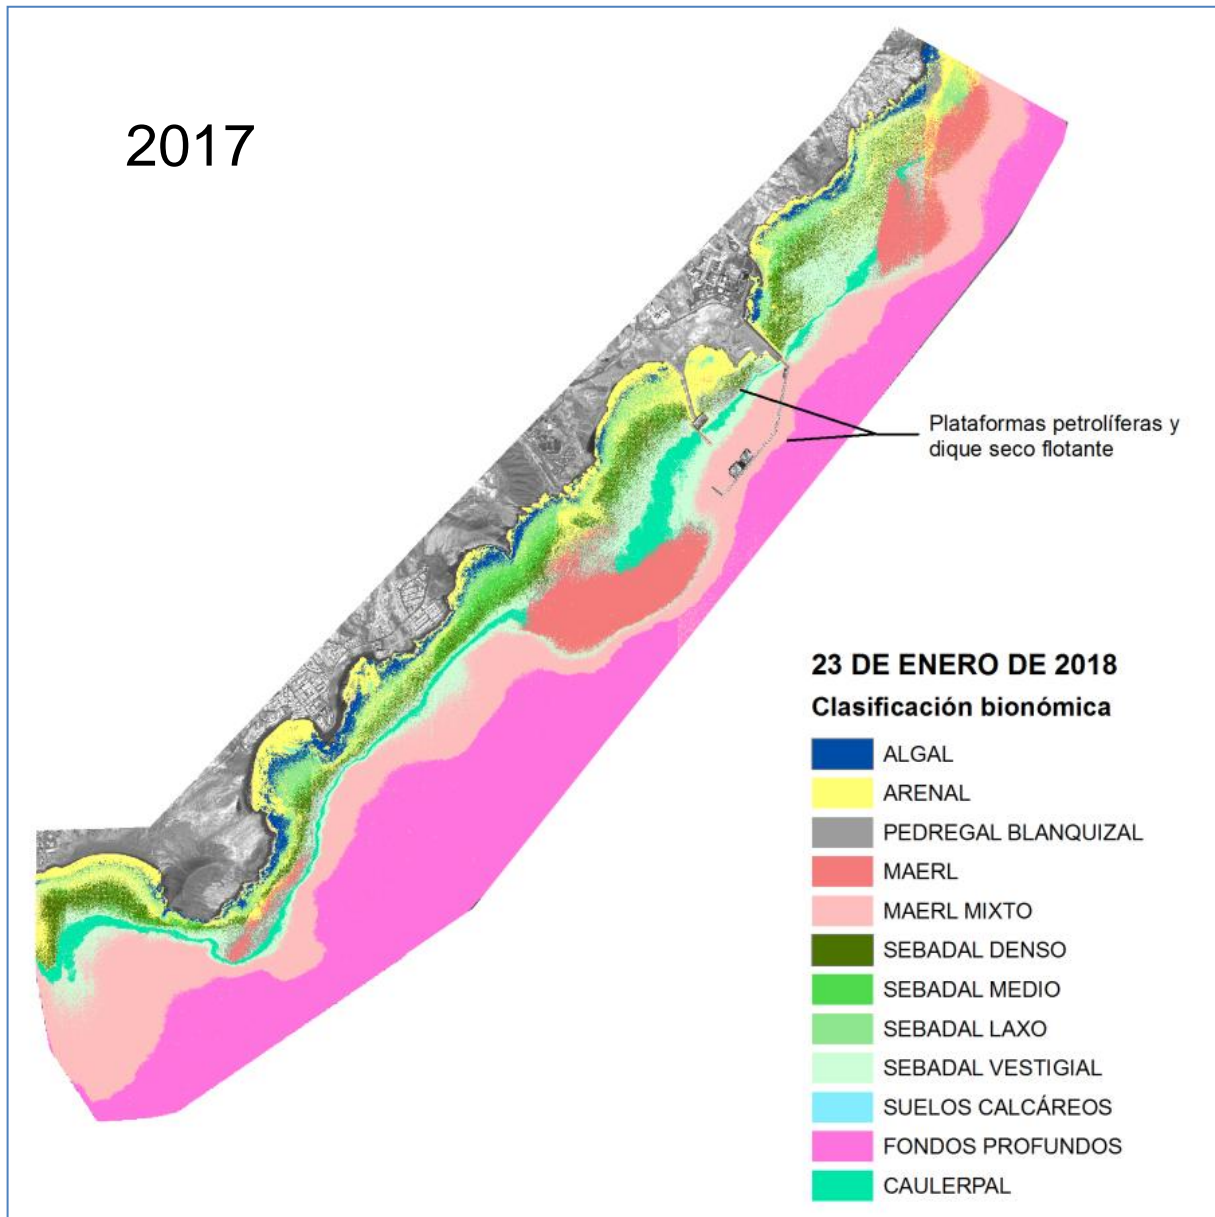 2017
Plataformas petrolíferas y
dique seco flotante
23 DE ENERO DE 2018
Clasificación bionómica
ALGAL
ARENAL
PEDREGAL BLANQUIZAL
MAERL
MAERL MIXTO
SEBADAL DENSO
SEBADAL MEDIO
SEBADAL LAXO
SEBADAL VESTIGIAL
SUELOS CALCÁREOS
FONDOS PROFUNDOS
CAULERPAL